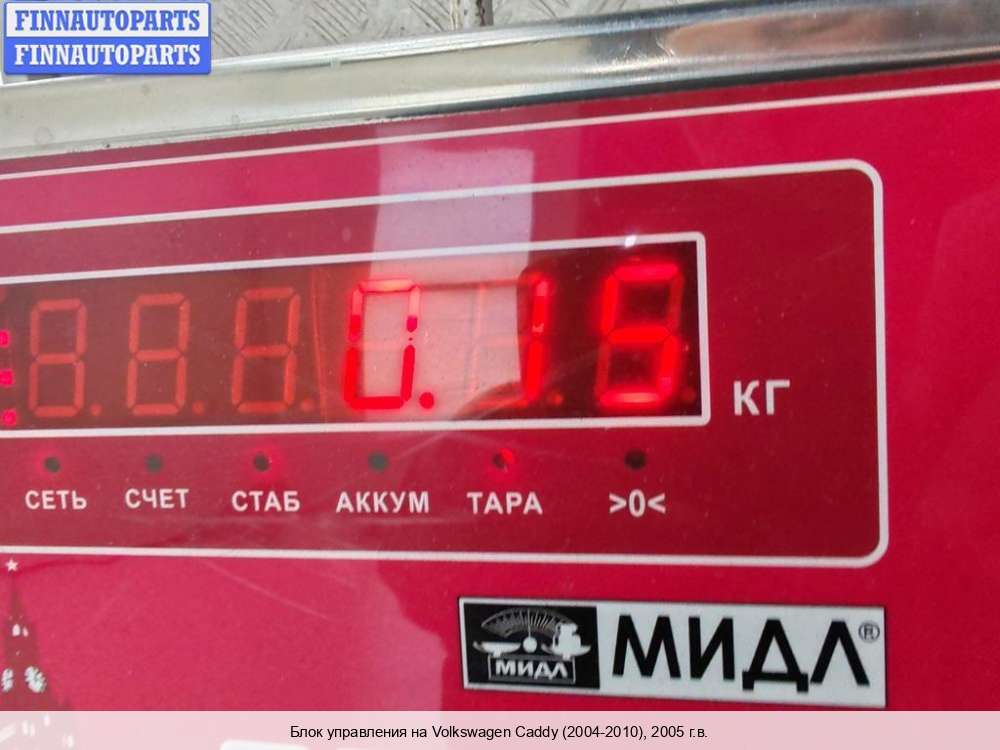 FINNAUTOPARTS
FINNAUTOPARTS
0.15
КГ
СЕТЬ СЧЕТ СТАБ АККУМ ТАРА >0<
МИДЛ МИДЛ®
Блок управления на Volkswagen Caddy (2004-2010), 2005 г.в.